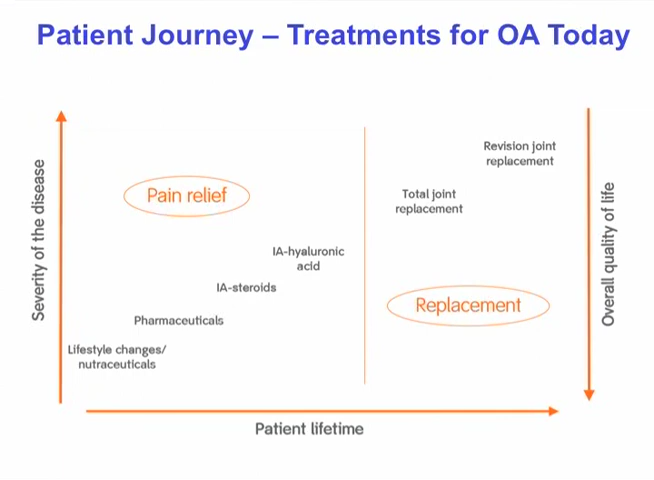 Patient Journey – Treatments for OA Today
Severity of the disease
Pain relief
Lifestyle changes/
nutraceuticals
Pharmaceuticals
IA-steroids
IA-hyaluronic
acid
Total joint
replacement
Revision joint
replacement
Replacement
Overall quality of life
Patient lifetime